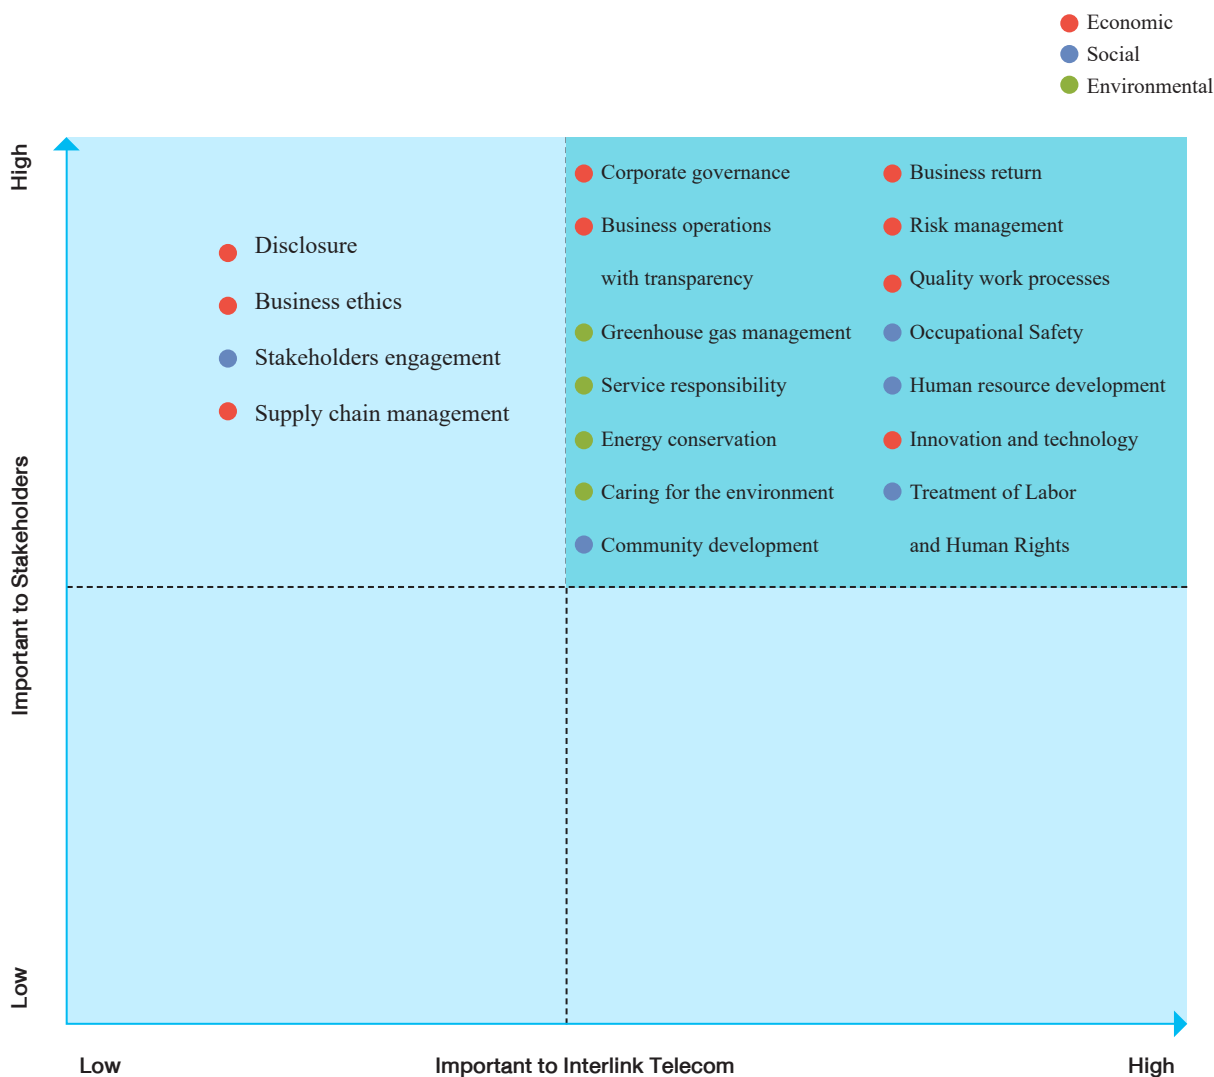 Economic
Social
Environmental
High
Important to Stakeholders
Low
Disclosure
Business ethics
Stakeholders engagement
Supply chain management
Corporate governance
Business operations
with transparency
Greenhouse gas management
Service responsibility
Energy conservation
Caring for the environment
Community development
Business return
Risk management
Quality work processes
Occupational Safety
Human resource development
Innovation and technology
Treatment of Labor
and Human Rights
Low
Important to Interlink Telecom
High